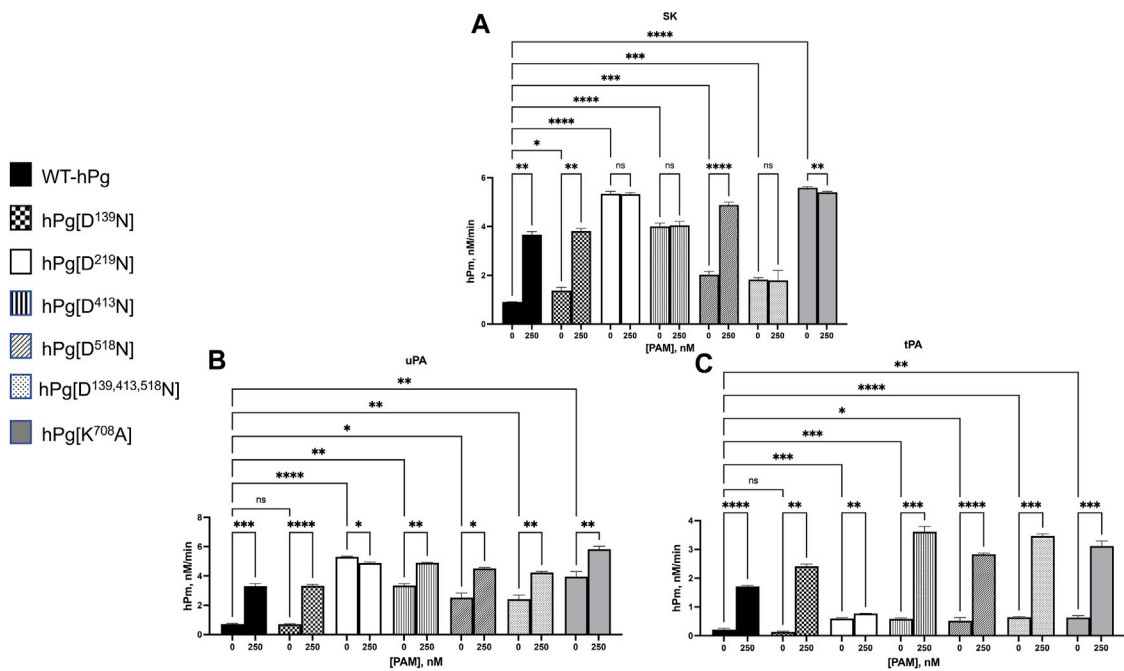 A
SK
****
***
***
****
****
*
**
**
ns
ns
****
ns
**
6
4
2
0
hPm, nM/min
0 250 0 250 0 250 0 250 0 250 0 250 0 250
[PAM], nM
WT-hPg
hPg[D¹³⁹N]
hPg[D²¹⁹N]
hPg[D⁴¹³N]
hPg[D⁵¹⁸N]
hPg[D¹³⁹,⁴¹³,⁵¹⁸N]
hPg[K⁷⁰⁸A]
B
uPA
**
**
*
**
****
ns
***
****
*
**
*
**
**
8
6
4
2
0
hPm, nM/min
0 250 0 250 0 250 0 250 0 250 0 250 0 250
[PAM], nM
C
tPA
**
****
*
***
***
ns
****
**
**
***
****
***
***
4
3
2
1
0
hPm, nM/min
0 250 0 250 0 250 0 250 0 250 0 250 0 250
[PAM], nM